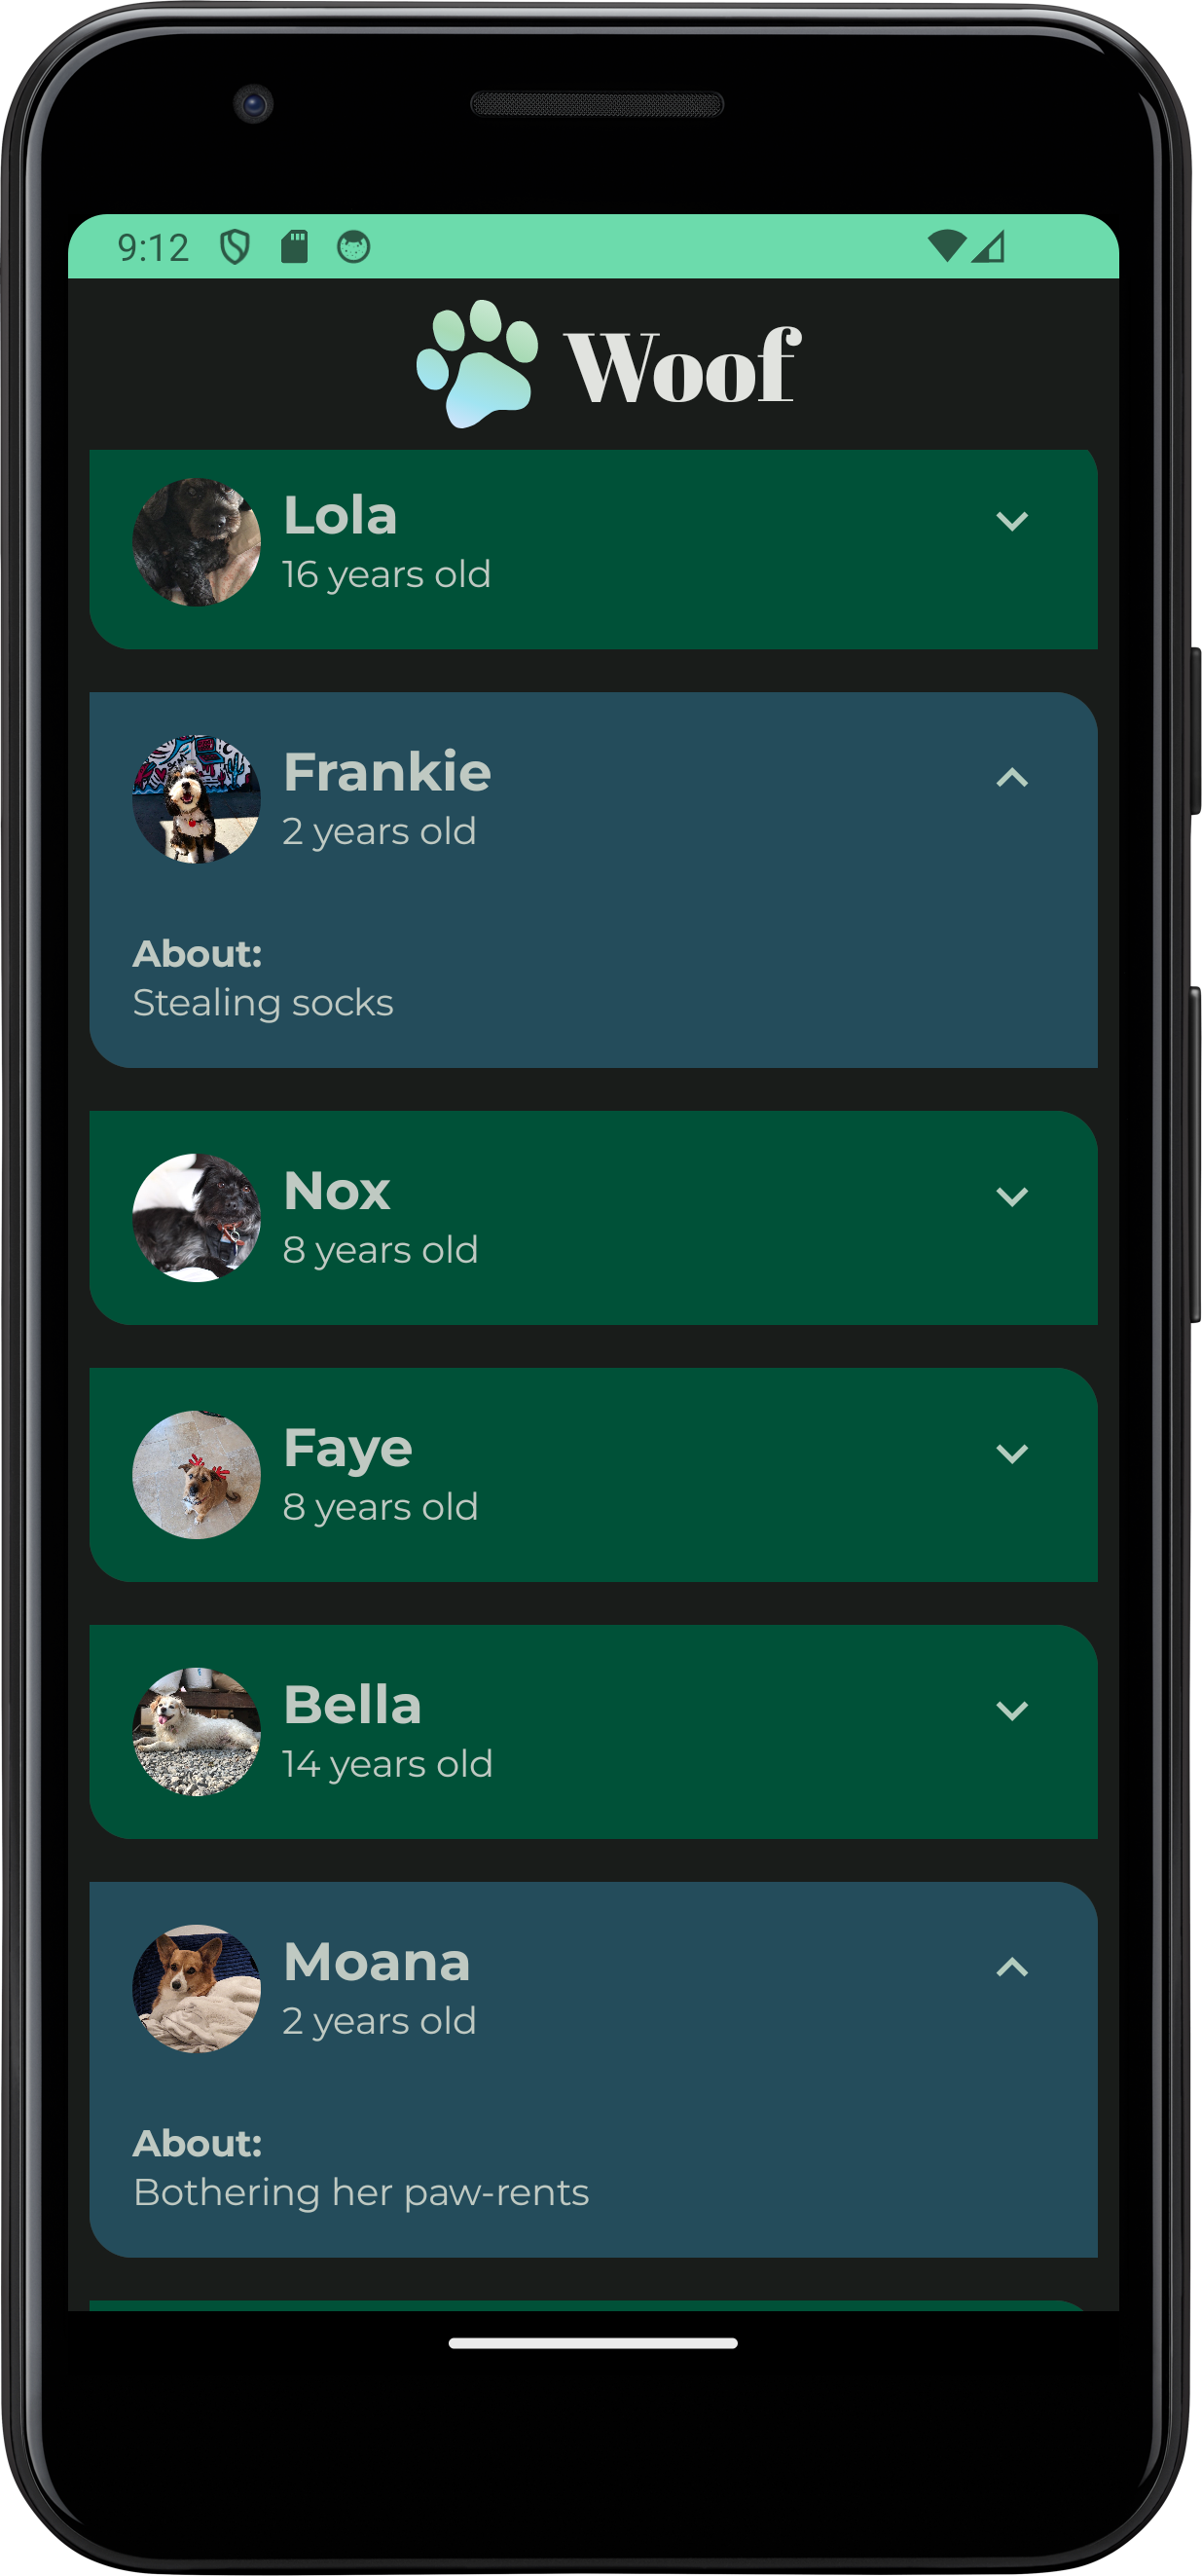 9:12
Woof
Lola
16 years old
Frankie
2 years old
About:
Stealing socks
Nox
8 years old
Faye
8 years old
Bella
14 years old
Moana
2 years old
About:
Bothering her paw-rents